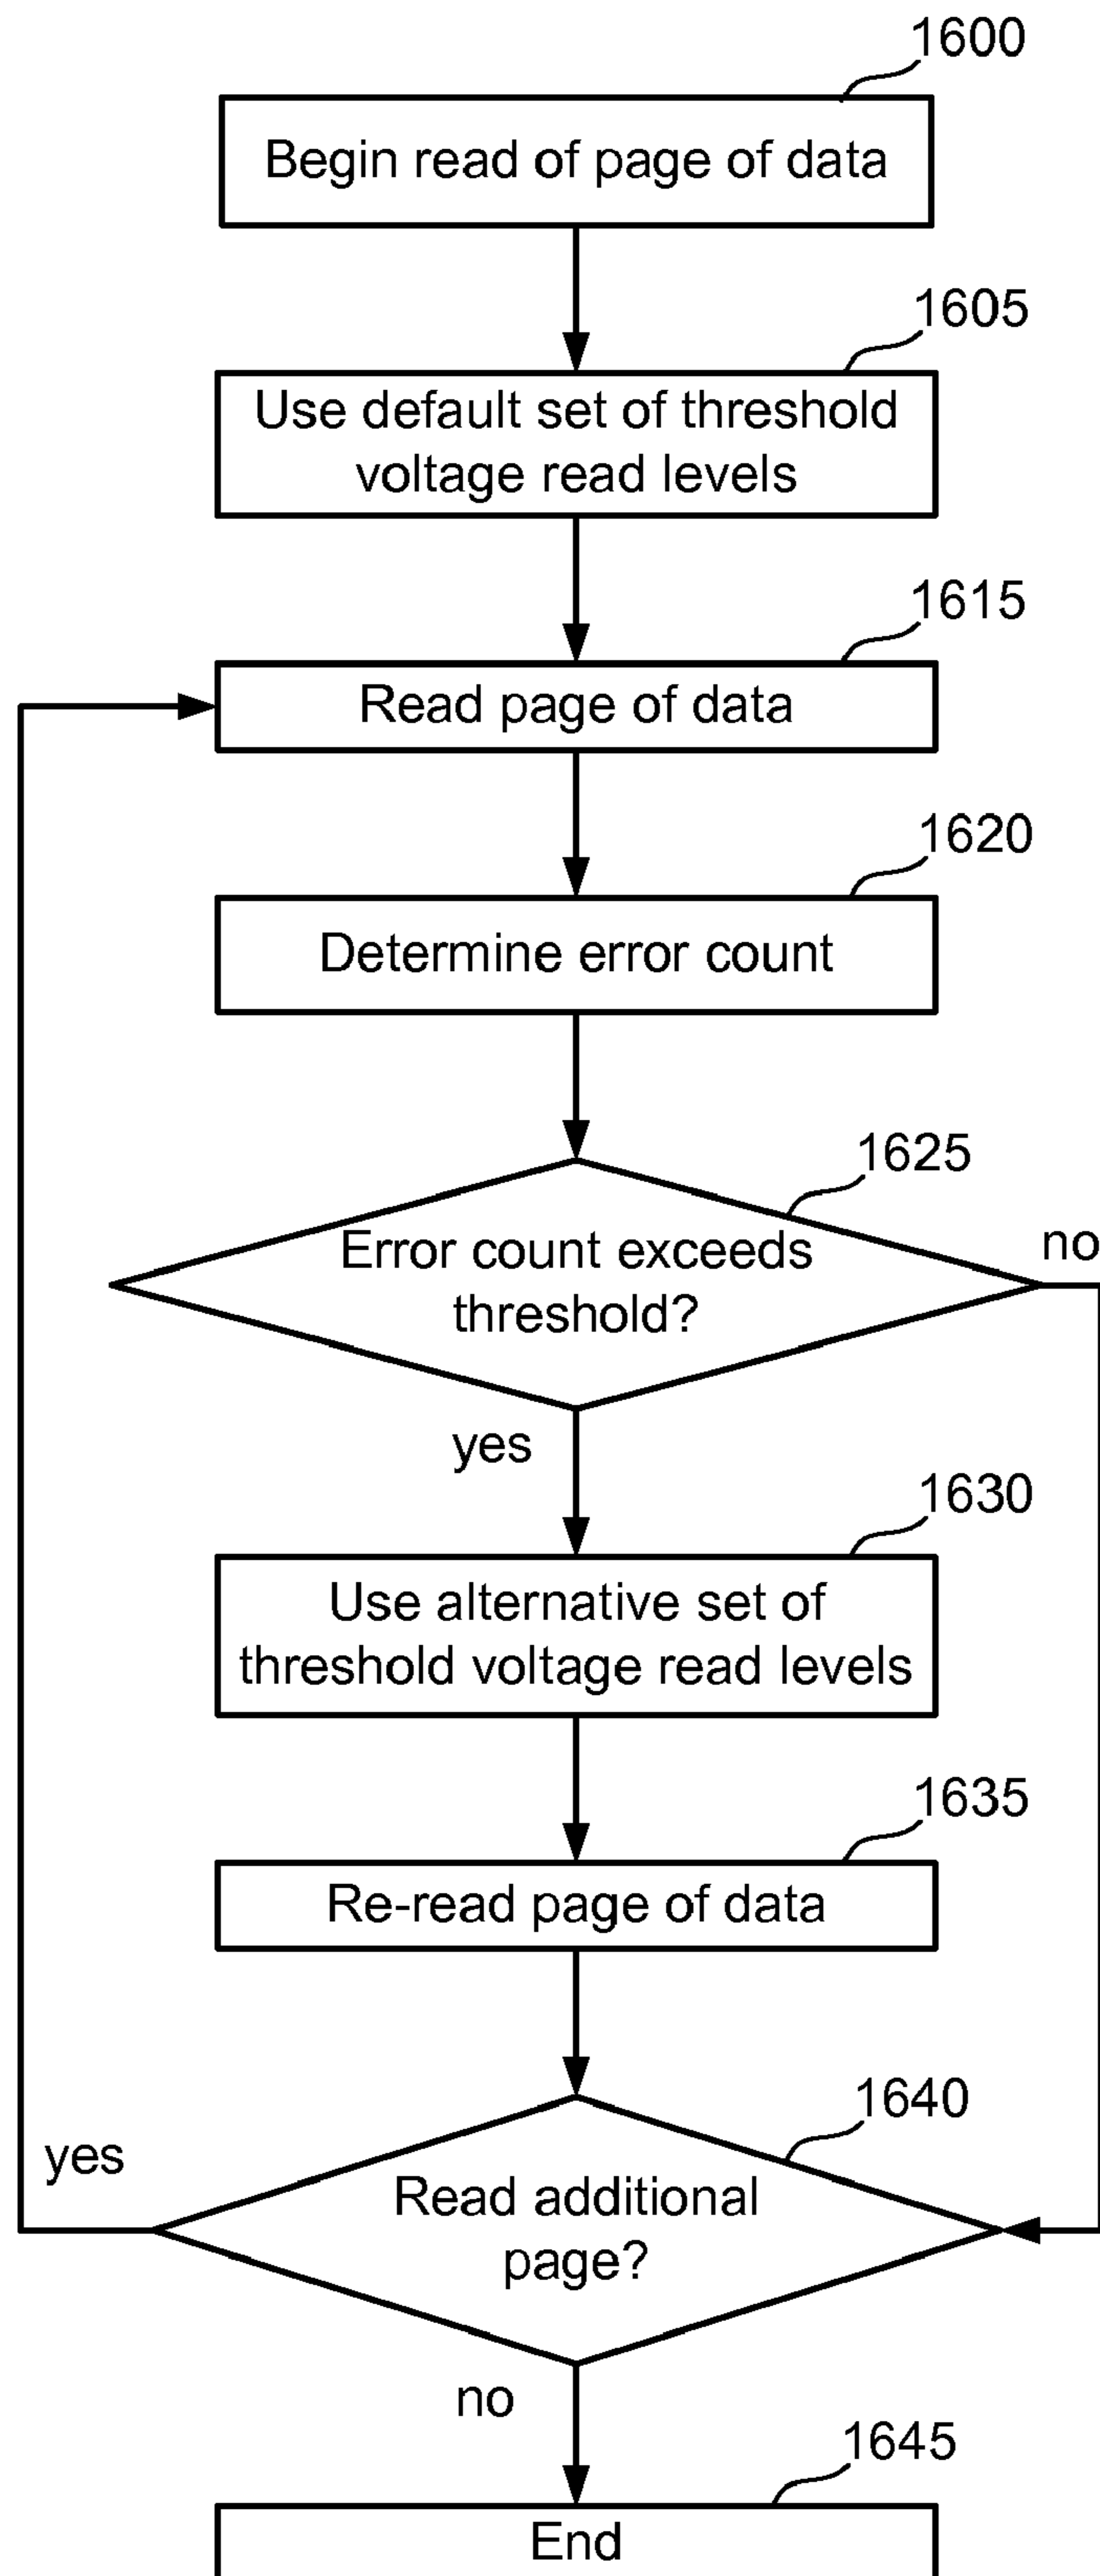 1600
Begin read of page of data
1605
Use default set of threshold
voltage read levels
1615
Read page of data
1620
Determine error count
1625
Error count exceeds
threshold?
no
yes
1630
Use alternative set of
threshold voltage read levels
1635
Re-read page of data
1640
yes
Read additional
page?
no
1645
End